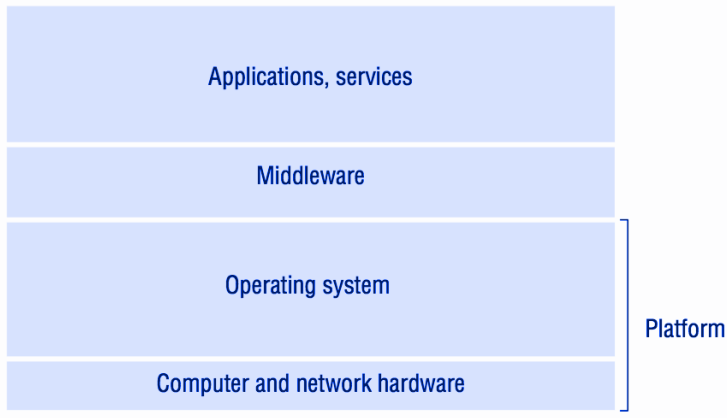 Applications, services
Middleware
Operating system
Platform
Computer and network hardware